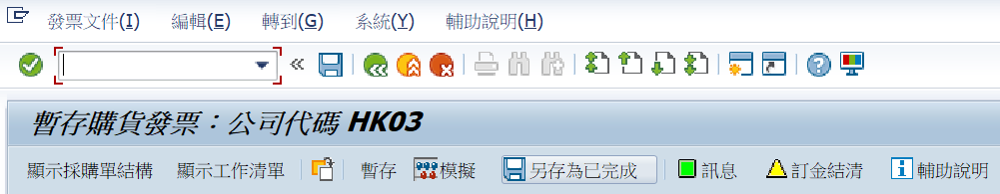 發票文件(I) 編輯(E) 轉到(G) 系統(Y) 輔助說明(H)
暫存購貨發票：公司代碼 HK03
顯示採購單結構 顯示工作清單 暫存 模擬 另存為已完成 訊息 訂金結清 輔助說明